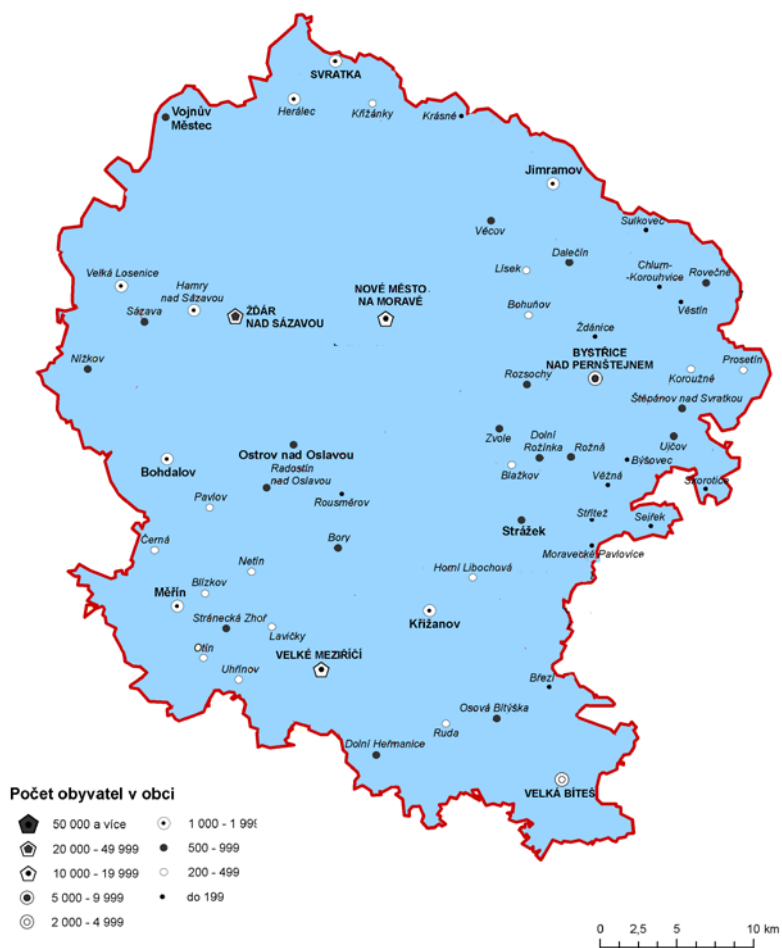 SVRATKA
Vojnův
Městec
Herálec
Křižánky
Krásné
Jimramov
Sulkovec
Věcov
Dalečín
Lísek
Chlum-
-Korouhvice
Rovečné
Velká Losenice
Hamry
nad Sázavou
NOVÉ MĚSTO
NA MORAVĚ
Bohuňov
Věstín
Sázava
ŽĎÁR
NAD SÁZAVOU
Ždánice
BYSTŘICE
NAD PERNŠTEJNEM
Nížkov
Prosetín
Rozsochy
Koroužné
Štěpánov nad Svratkou
Zvole
Dolní
Rožínka
Rožná
Ujčov
Ostrov nad Oslavou
Bohdalov
Radostín
nad Oslavou
Blažkov
Býšovec
Věžná
Skorotice
Pavlov
Rousměrov
Strážek
Střítež
Sejřek
Černá
Bory
Moravecké Pavlovice
Netín
Horní Libochová
Blízkov
Měřín
Stránecká Zhoř
Křižanov
Lavičky
Otín
VELKÉ MEZIŘÍČÍ
Uhřínov
Březí
Osová Bítýška
Ruda
Dolní Heřmanice
VELKÁ BÍTEŠ
Počet obyvatel v obci
50 000 a více
1 000 - 1 999
20 000 - 49 999
500 - 999
10 000 - 19 999
200 - 499
5 000 - 9 999
do 199
2 000 - 4 999
0 2,5 5 10 km